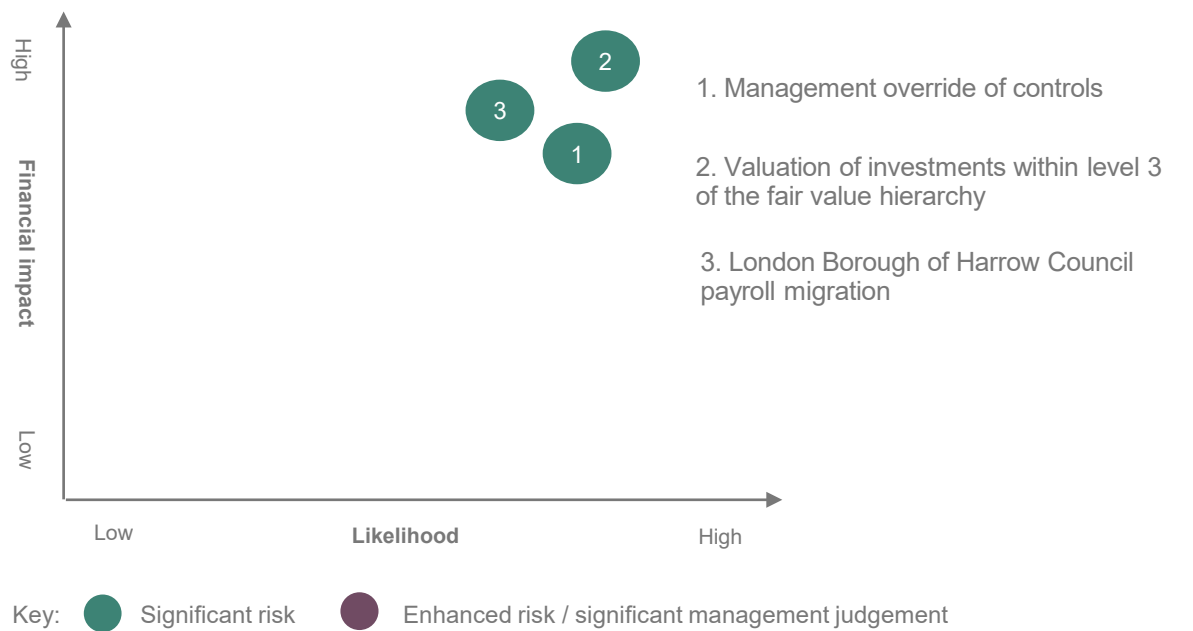 High
Financial impact
Low
2
3
1
1. Management override of controls
2. Valuation of investments within level 3
of the fair value hierarchy
3. London Borough of Harrow Council
payroll migration
Low
Likelihood
High
Key:
Significant risk
Enhanced risk / significant management judgement